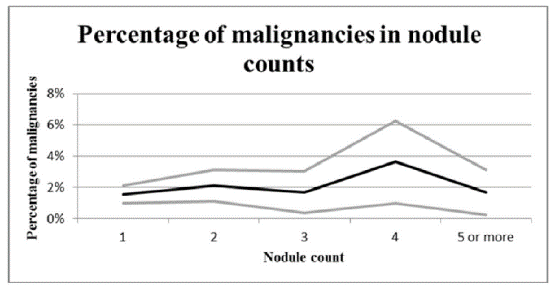 Percentage of malignancies in nodule
counts
Percentage of malignancies
8%
6%
4%
2%
0%
1 2 3 4 5 or more
Nodule count